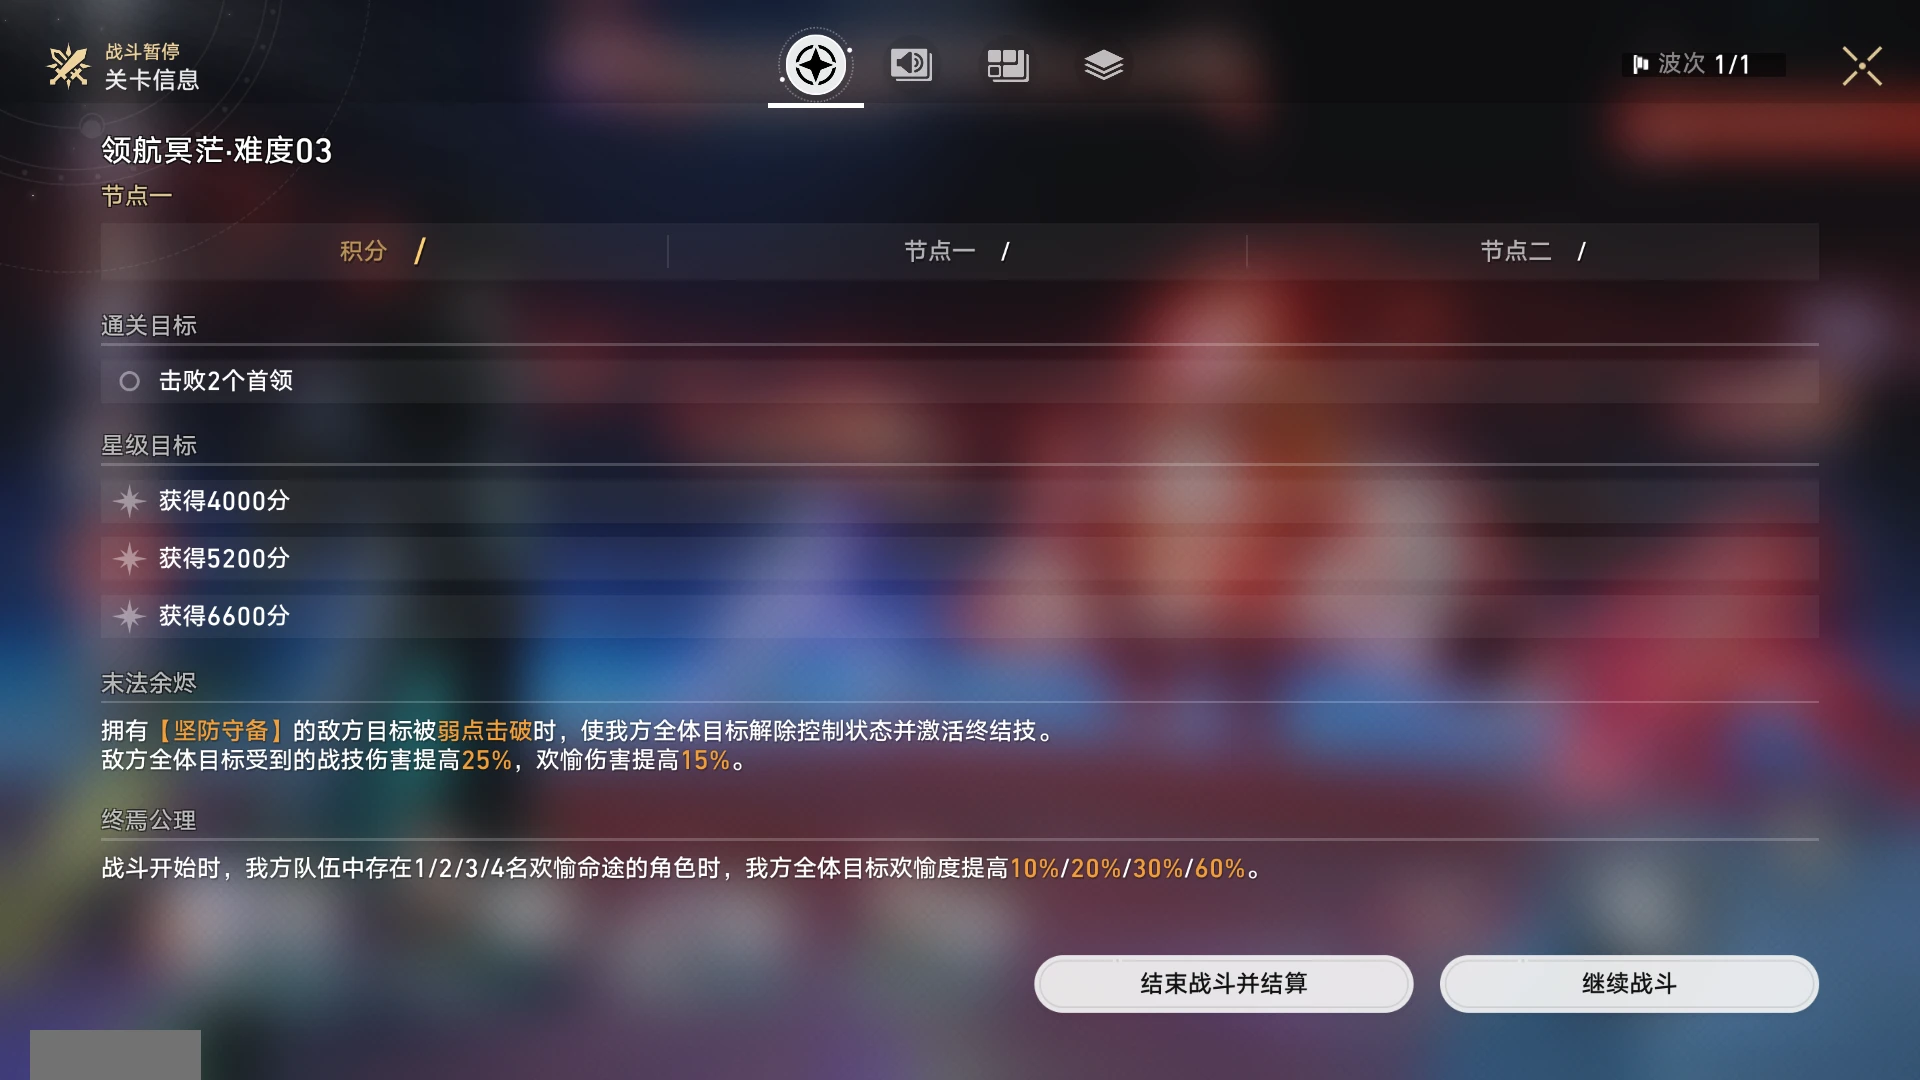 战斗暂停
关卡信息
波次 1/1
领航冥茫·难度03
节点一
积分 /
节点一 /
节点二 /
通关目标
击败2个首领
星级目标
获得4000分
获得5200分
获得6600分
末法余烬
拥有【坚防守备】的敌方目标被弱点击破时，使我方全体目标解除控制状态并激活终结技。
敌方全体目标受到的战技伤害提高25%，欢愉伤害提高15%。
终焉公理
战斗开始时，我方队伍中存在1/2/3/4名欢愉命途的角色时，我方全体目标欢愉度提高10%/20%/30%/60%。
结束战斗并结算
继续战斗